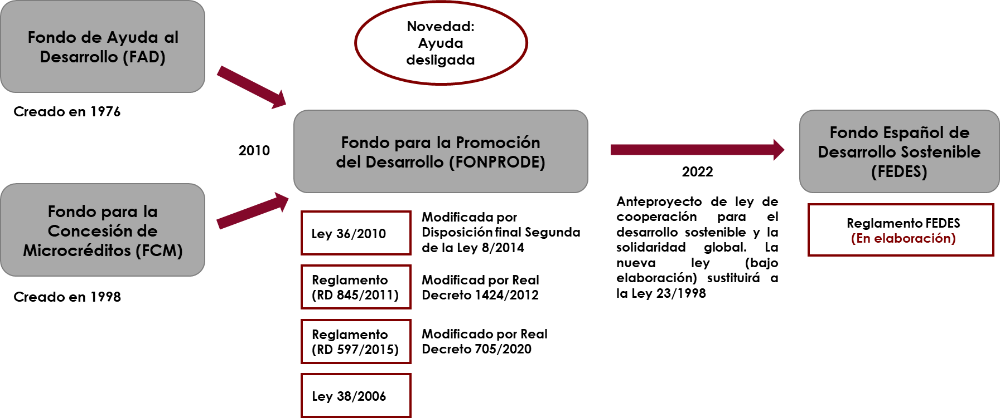 Fondo de Ayuda al
Desarrollo (FAD)
Creado en 1976
Fondo para la
Concesión de
Microcréditos (FCM)
Creado en 1998
2010
Novedad:
Ayuda
desligada
Fondo para la Promoción
del Desarrollo (FONPRODE)
Ley 36/2010
Modificada por
Disposición final Segunda
de la Ley 8/2014
Reglamento
(RD 845/2011)
Modificad por Real
Decreto 1424/2012
Reglamento
(RD 597/2015)
Modificado por Real
Decreto 705/2020
Ley 38/2006
2022
Anteproyecto de ley de
cooperación para el
desarrollo sostenible y la
solidaridad global. La
nueva ley (bajo
elaboración) sustituirá a
la Ley 23/1998
Fondo Español de
Desarrollo Sostenible
(FEDES)
Reglamento FEDES
(En elaboración)